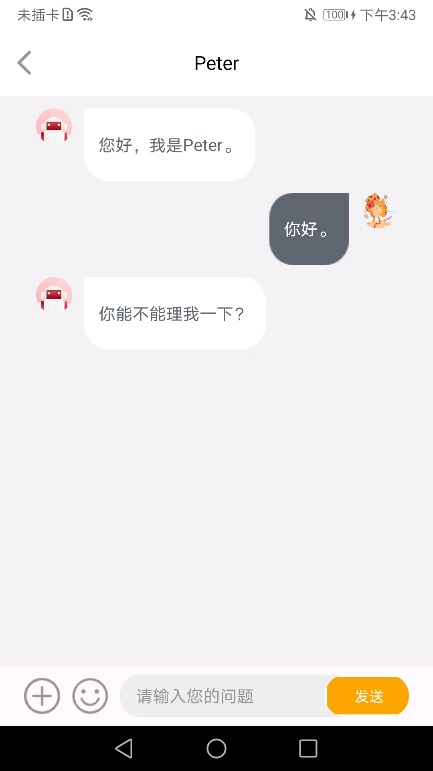 未插卡 100 下午3:43
Peter
您好，我是Peter。
你好。
你能不能理我一下？
请输入您的问题 发送